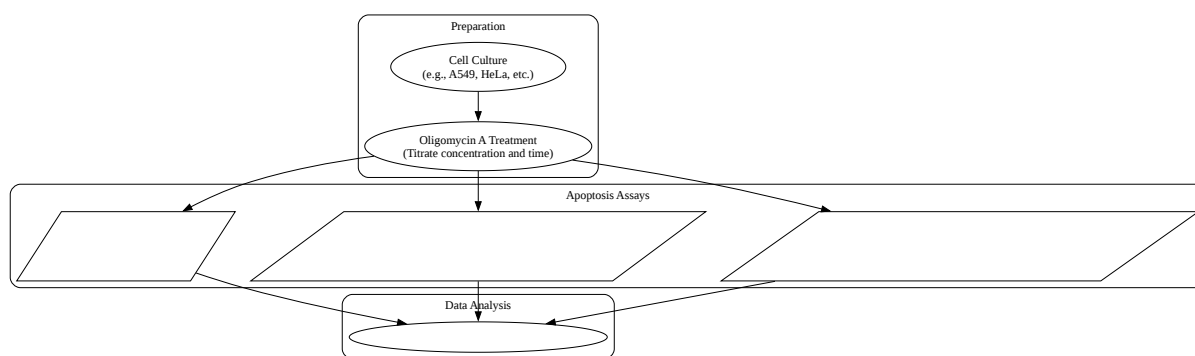 Preparation
Cell Culture
(e.g., A549, HeLa, etc.)
Oligomycin A Treatment
(Titrate concentration and time)
Apoptosis Assays
Data Analysis